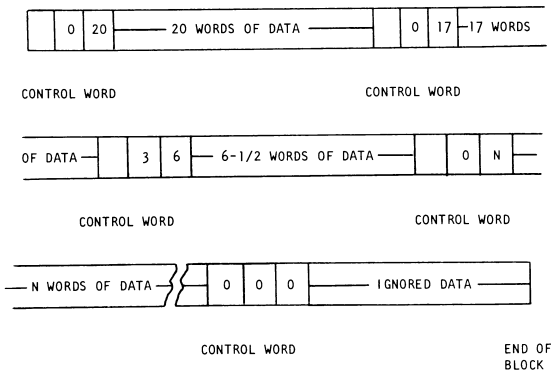 0 20 20 WORDS OF DATA 0 17 17 WORDS
CONTROL WORD CONTROL WORD
OF DATA 3 6 6-1/2 WORDS OF DATA 0 N
CONTROL WORD CONTROL WORD
N WORDS OF DATA 0 0 0 IGNORED DATA
CONTROL WORD END OF
BLOCK